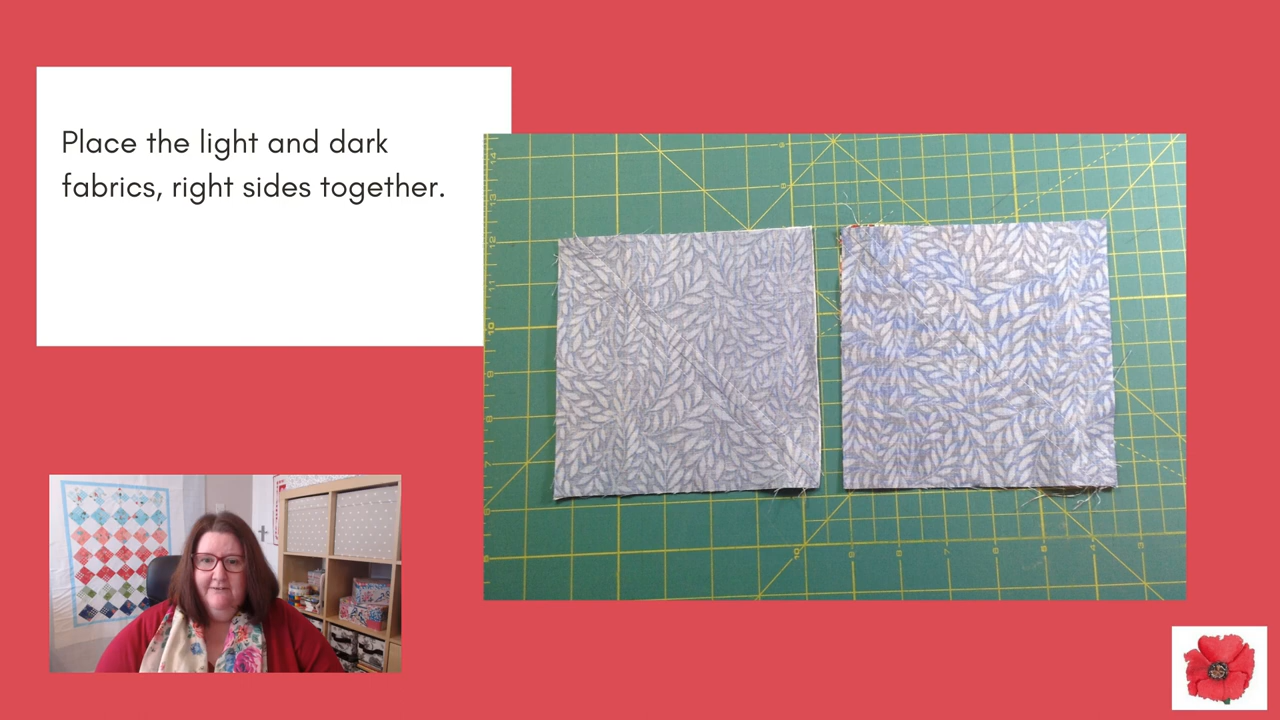 Place the light and dark
fabrics, right sides together.